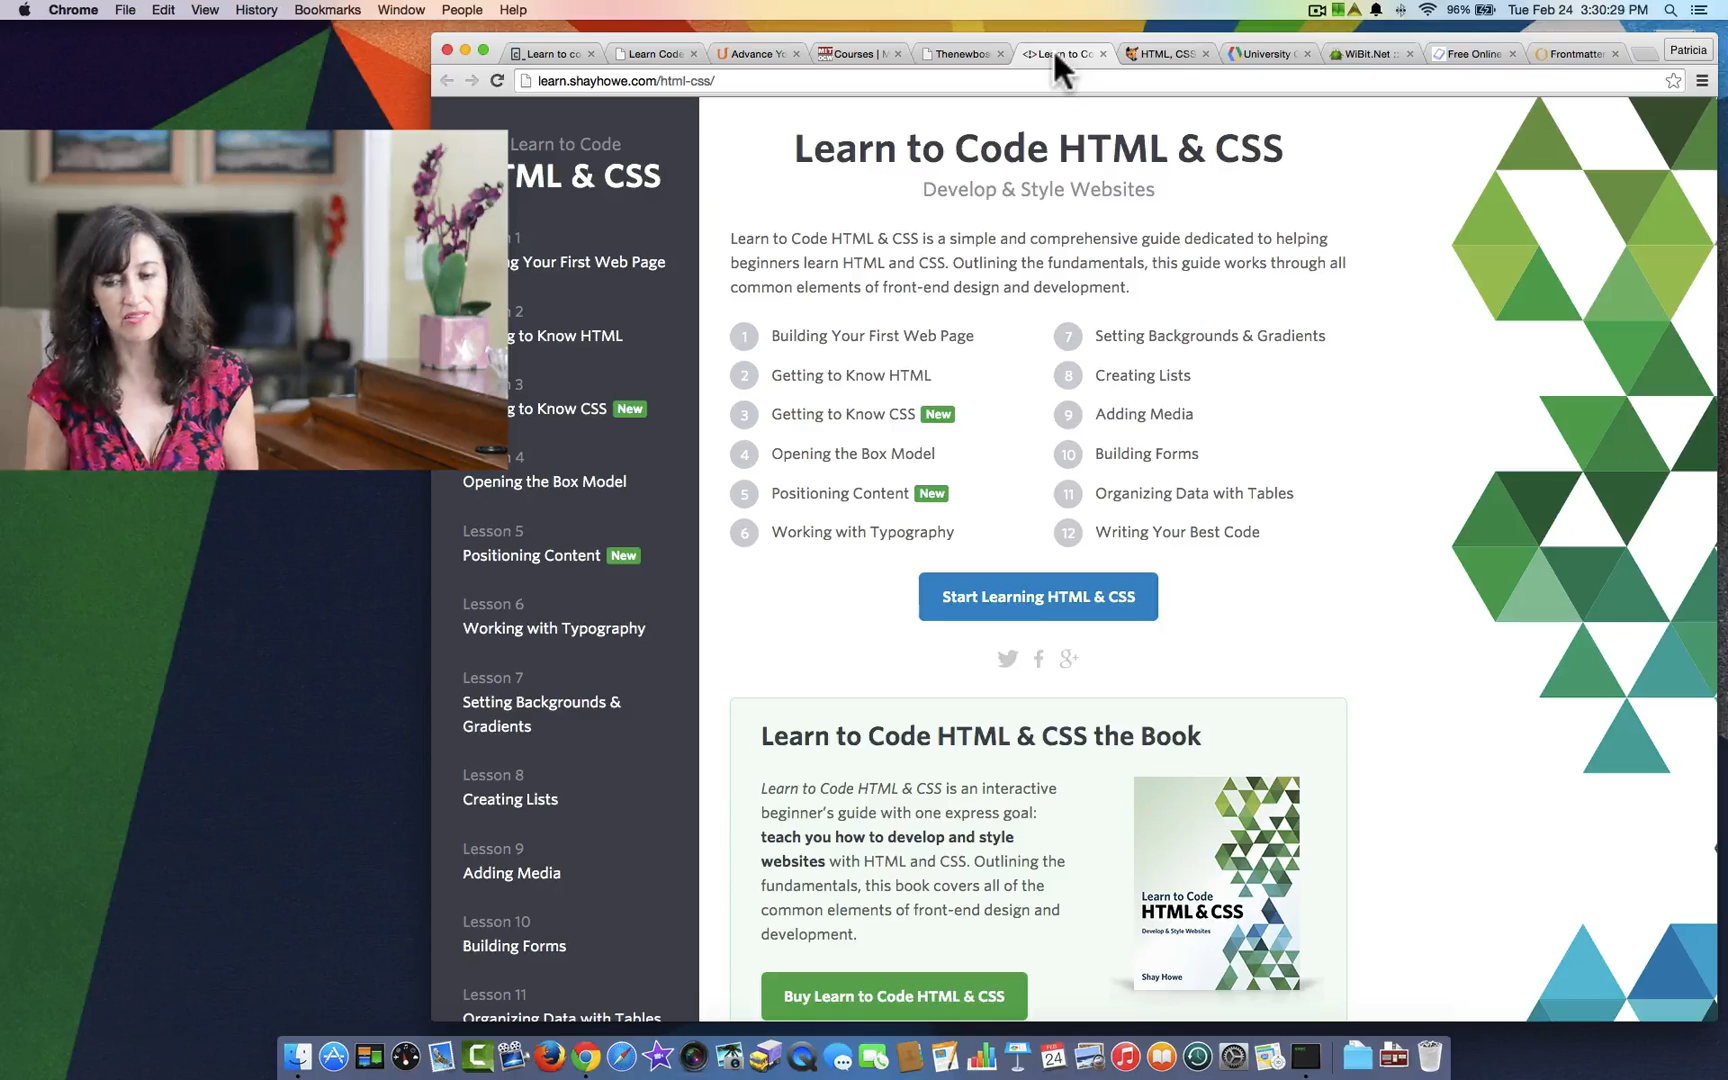 Chrome File Edit View History Bookmarks Window People Help
96% Tue Feb 24 3:30:29 PM
Learn to co
Learn Code
Advance Yo
Courses | M
Thenewbos
Learn to Co
HTML, CSS
University
WiBit.Net ::
Free Online
Frontmatter
Patricia
learn.shayhowe.com/html-css/
Learn to Code
TML & CSS
1
g Your First Web Page
2
g to Know HTML
3
g to Know CSS New
4
Opening the Box Model
Lesson 5
Positioning Content New
Lesson 6
Working with Typography
Lesson 7
Setting Backgrounds &
Gradients
Lesson 8
Creating Lists
Lesson 9
Adding Media
Lesson 10
Building Forms
Lesson 11
Organizing Data with Tables
Learn to Code HTML & CSS
Develop & Style Websites
Learn to Code HTML & CSS is a simple and comprehensive guide dedicated to helping
beginners learn HTML and CSS. Outlining the fundamentals, this guide works through all
common elements of front-end design and development.
1 Building Your First Web Page
2 Getting to Know HTML
3 Getting to Know CSS New
4 Opening the Box Model
5 Positioning Content New
6 Working with Typography
7 Setting Backgrounds & Gradients
8 Creating Lists
9 Adding Media
10 Building Forms
11 Organizing Data with Tables
12 Writing Your Best Code
Start Learning HTML & CSS
Learn to Code HTML & CSS the Book
Learn to Code HTML & CSS is an interactive
beginner's guide with one express goal:
teach you how to develop and style
websites with HTML and CSS. Outlining the
fundamentals, this book covers all of the
common elements of front-end design and
development.
Buy Learn to Code HTML & CSS
Learn to Code
HTML & CSS
Develop & Style Websites
Shay Howe
24